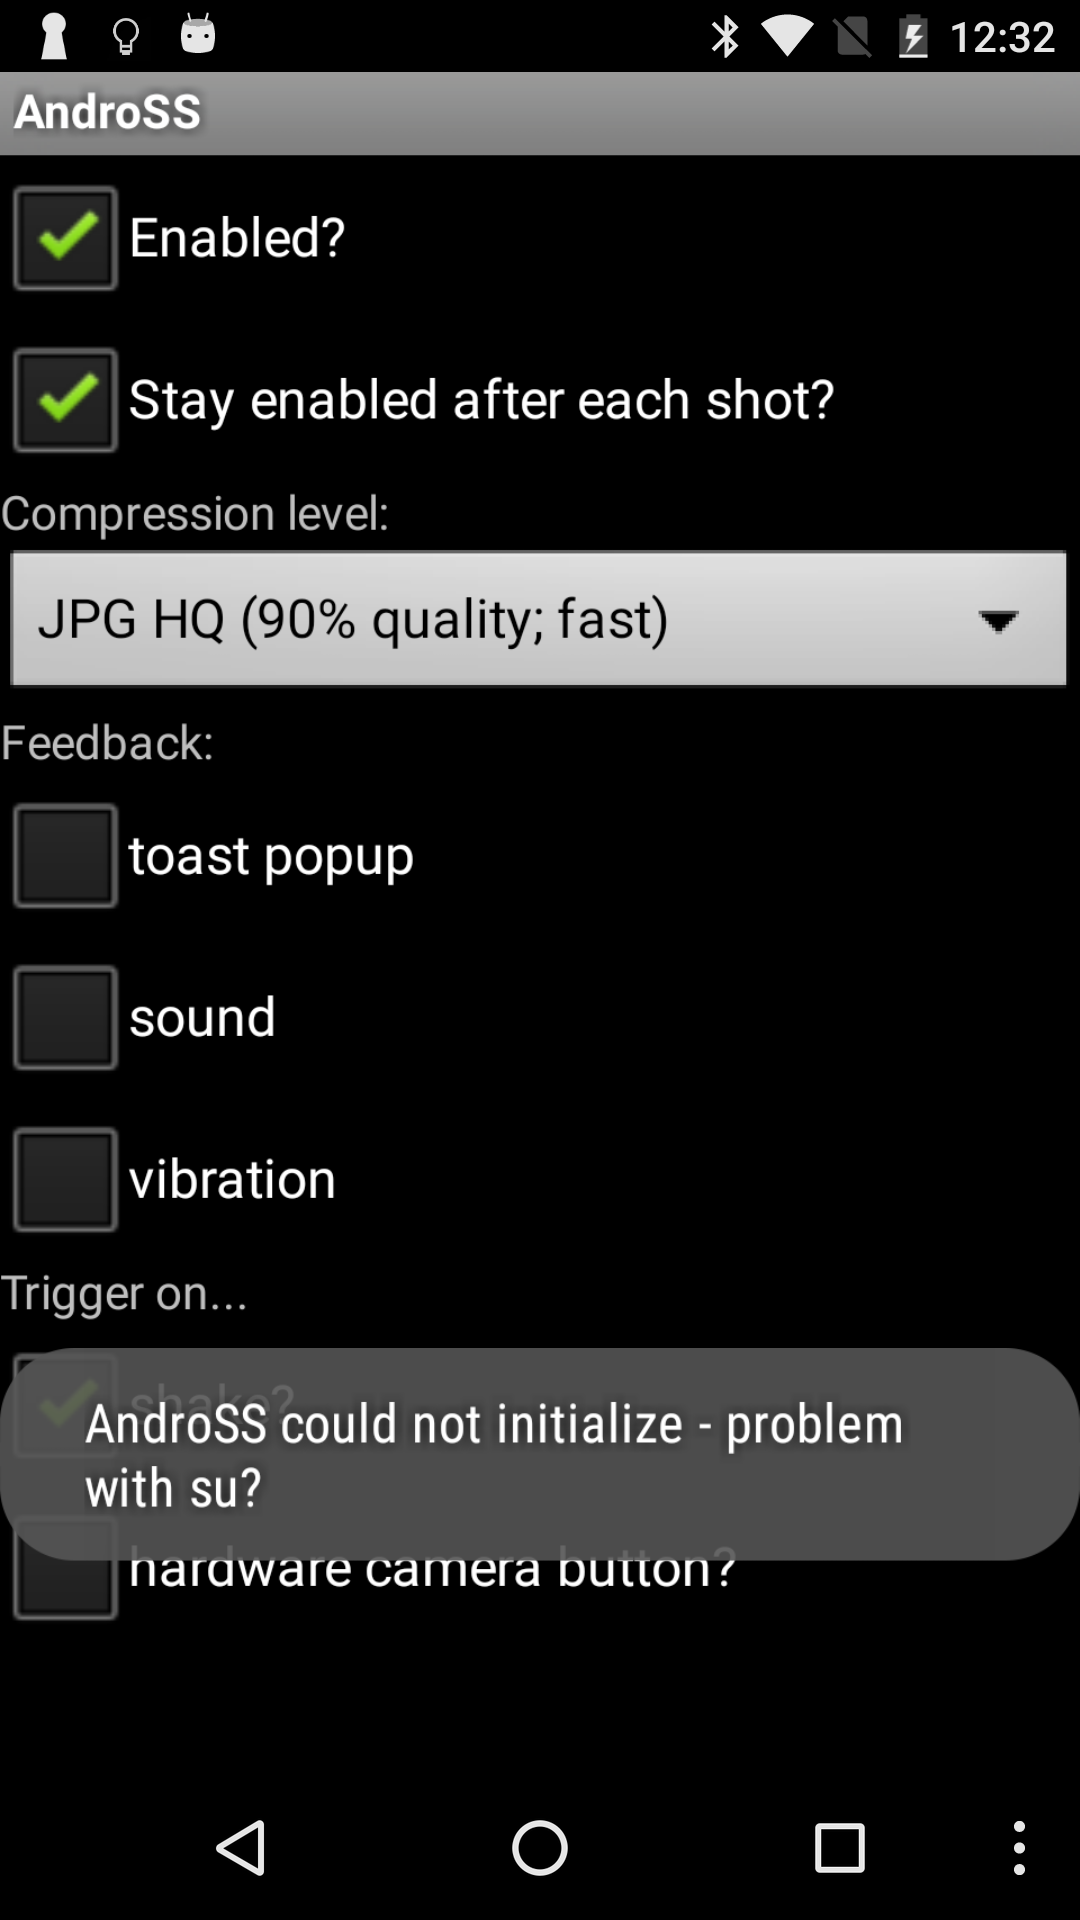 12:32
AndroSS
Enabled?
Stay enabled after each shot?
Compression level:
JPG HQ (90% quality; fast)
Feedback:
toast popup
sound
vibration
Trigger on...
shake?
AndroSS could not initialize - problem
with su?
hardware camera button?